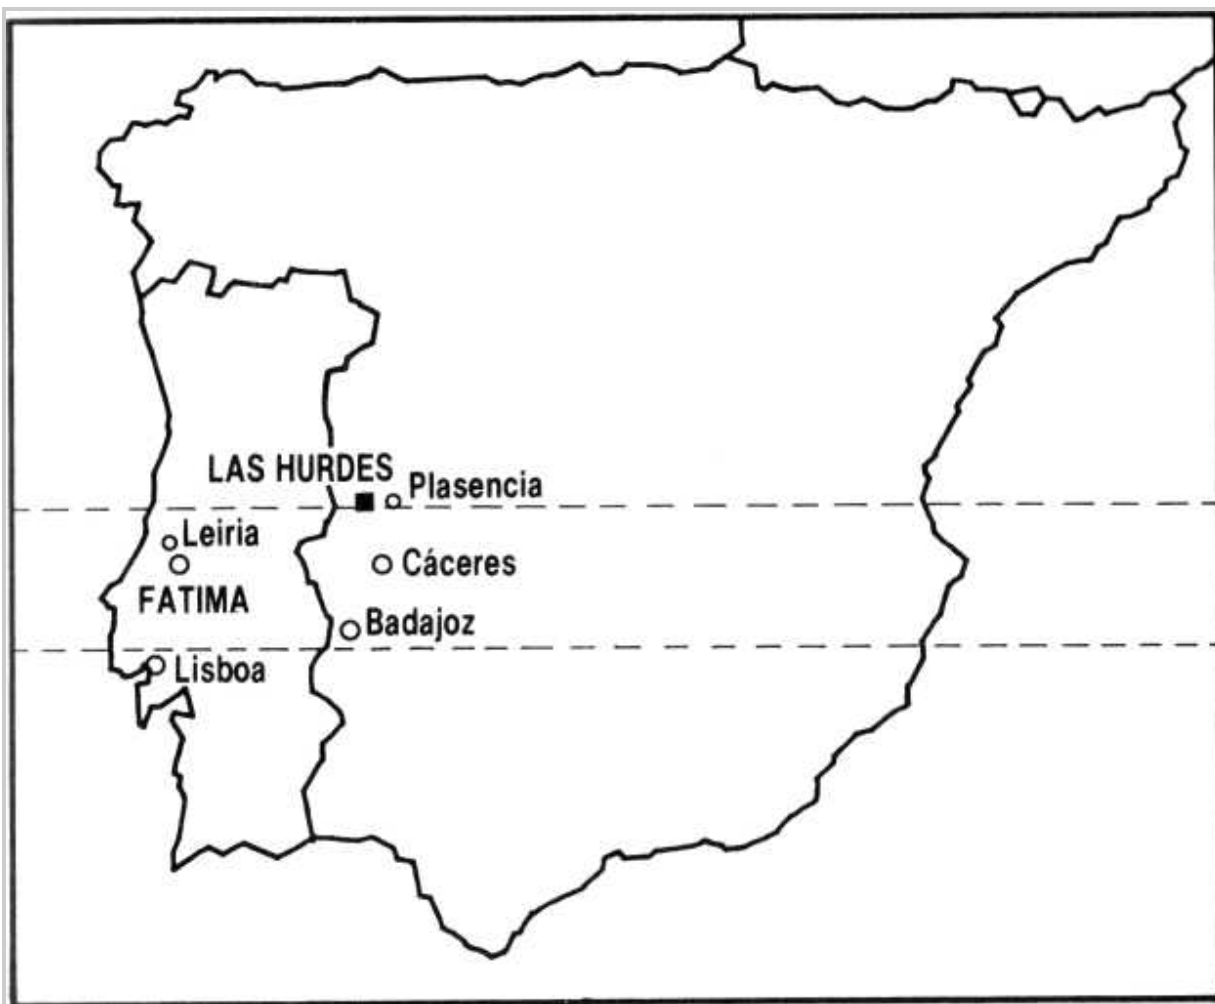 LAS HURDES
Plasencia
Leiria
Cáceres
FATIMA
Badajoz
Lisboa